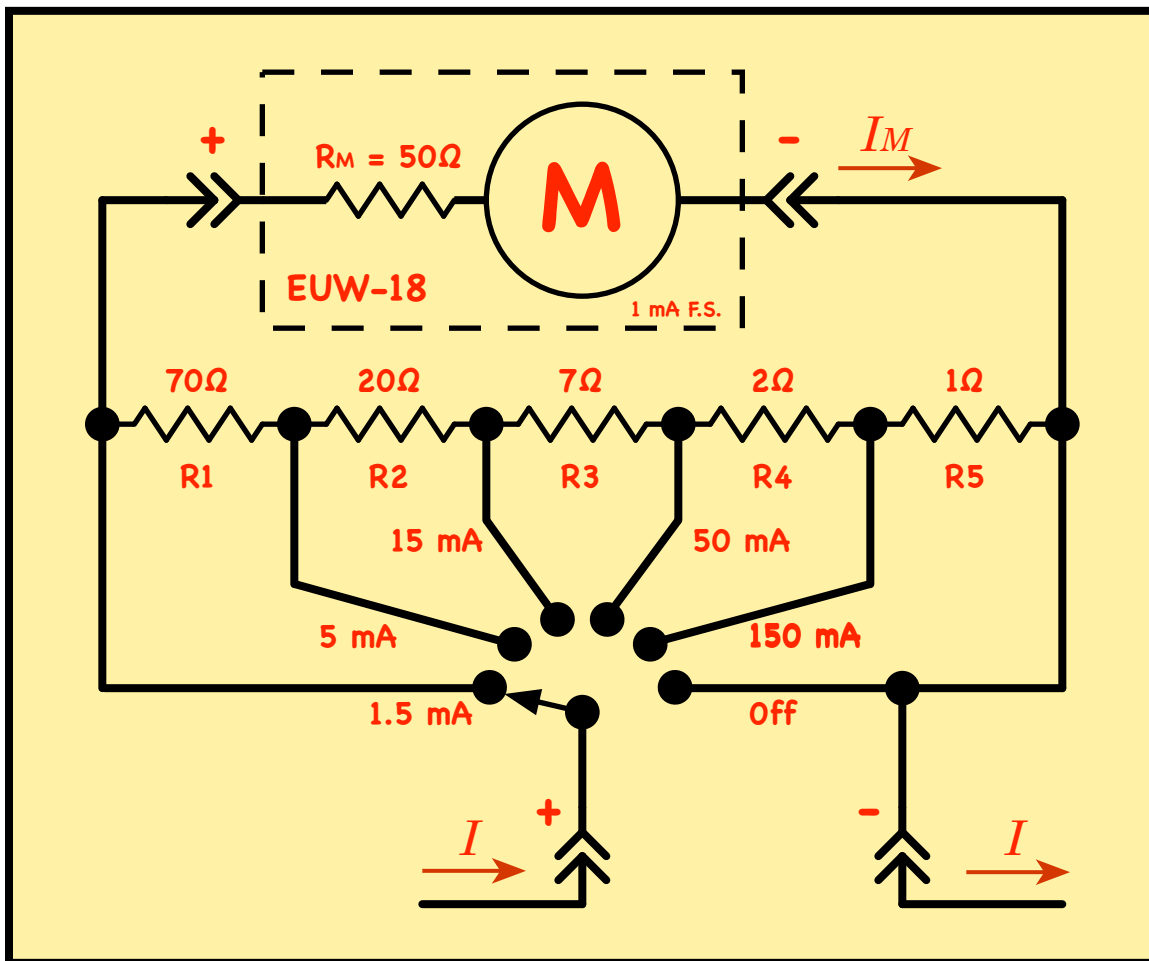 +
-
IM
RM = 50Ω
M
EUW-18
1 mA F.S.
70Ω
20Ω
7Ω
2Ω
1Ω
R1
R2
R3
R4
R5
15 mA
50 mA
5 mA
150 mA
1.5 mA
Off
+
-
I
I